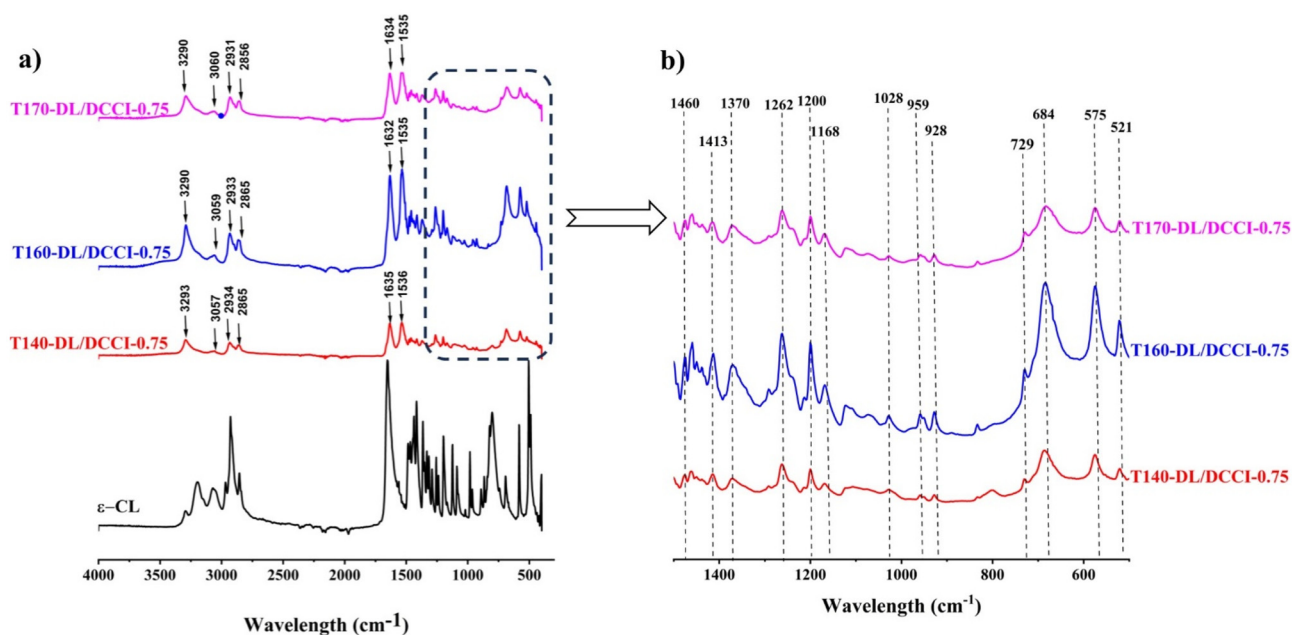 a)
3290
3060
2931
2856
1634
1535
T170-DL/DCCI-0.75
3290
3059
2933
2865
1632
1535
T160-DL/DCCI-0.75
3293
3057
2934
2865
1635
1536
T140-DL/DCCI-0.75
ε–CL
4000 3500 3000 2500 2000 1500 1000 500
Wavelength (cm-1)
b)
1460 1370 1262 1200 1028 959 684 575
1413 1168 928 729 521
T170-DL/DCCI-0.75
T160-DL/DCCI-0.75
T140-DL/DCCI-0.75
1400 1200 1000 800 600
Wavelength (cm-1)